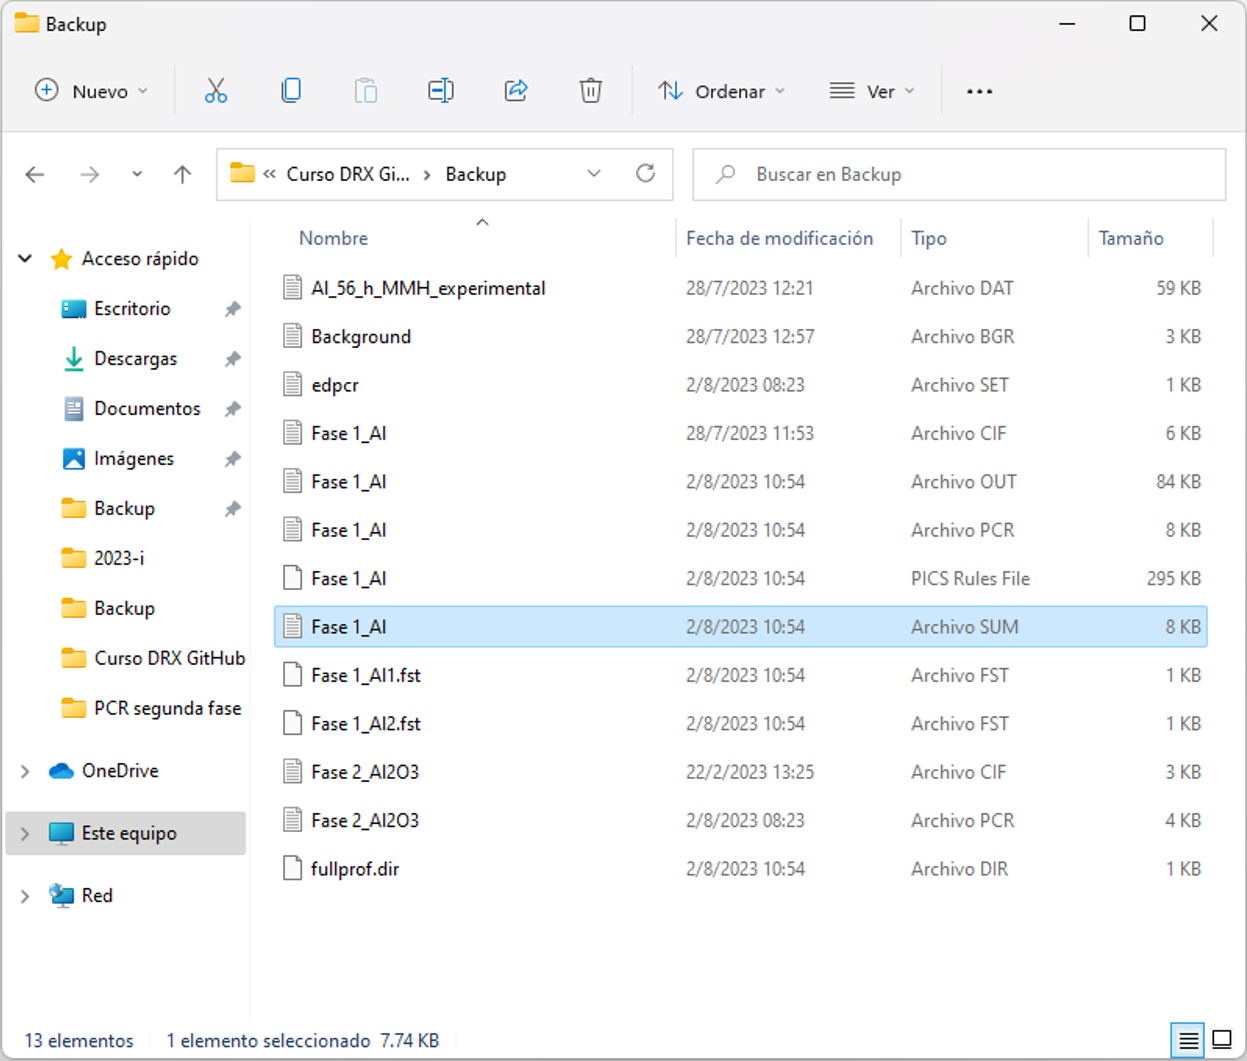 Backup
Nuevo Ordenar Ver
« Curso DRX Gi... › Backup Buscar en Backup
Nombre Fecha de modificación Tipo Tamaño
Acceso rápido
Escritorio
Descargas
Documentos
Imágenes
Backup
2023-i
Backup
Curso DRX GitHub
PCR segunda fase
OneDrive
Este equipo
Red
Al_56_h_MMH_experimental 28/7/2023 12:21 Archivo DAT 59 KB
Background 28/7/2023 12:57 Archivo BGR 3 KB
edpcr 2/8/2023 08:23 Archivo SET 1 KB
Fase 1_Al 28/7/2023 11:53 Archivo CIF 6 KB
Fase 1_Al 2/8/2023 10:54 Archivo OUT 84 KB
Fase 1_Al 2/8/2023 10:54 Archivo PCR 8 KB
Fase 1_Al 2/8/2023 10:54 PICS Rules File 295 KB
Fase 1_Al 2/8/2023 10:54 Archivo SUM 8 KB
Fase 1_Al1.fst 2/8/2023 10:54 Archivo FST 1 KB
Fase 1_Al2.fst 2/8/2023 10:54 Archivo FST 1 KB
Fase 2_Al2O3 22/2/2023 13:25 Archivo CIF 3 KB
Fase 2_Al2O3 2/8/2023 08:23 Archivo PCR 4 KB
fullprof.dir 2/8/2023 10:54 Archivo DIR 1 KB
13 elementos 1 elemento seleccionado 7.74 KB